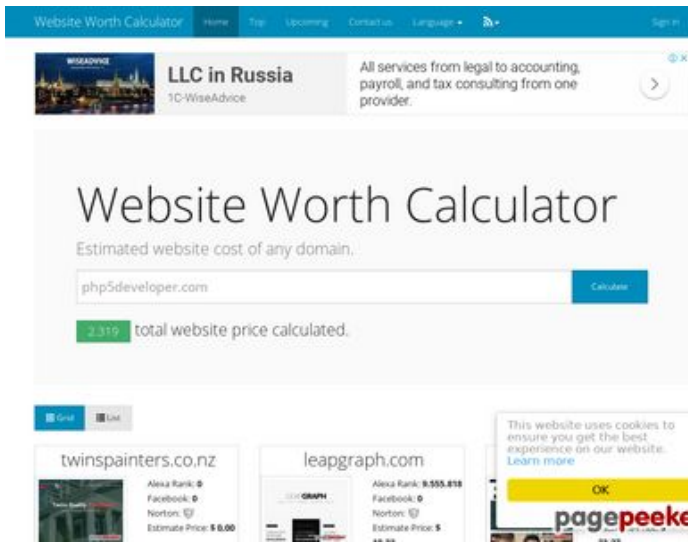 Website Worth Calculator Home Top Upcoming Contact us Language Sign in
WISEADVICE
LLC in Russia
1C-WiseAdvice
All services from legal to accounting,
payroll, and tax consulting from one
provider.
Website Worth Calculator
Estimated website cost of any domain.
php5developer.com Calculate
2.319 total website price calculated.
Grid List
twinspainters.co.nz
Alexa Rank: 0
Facebook: 0
Norton:
Estimate Price: $ 0,00
leapgraph.com
Alexa Rank: 9.555.818
Facebook: 0
Norton:
Estimate Price: $
GRAPH
This website uses cookies to
ensure you get the best
experience on our website.
Learn more
OK
pagepeeke